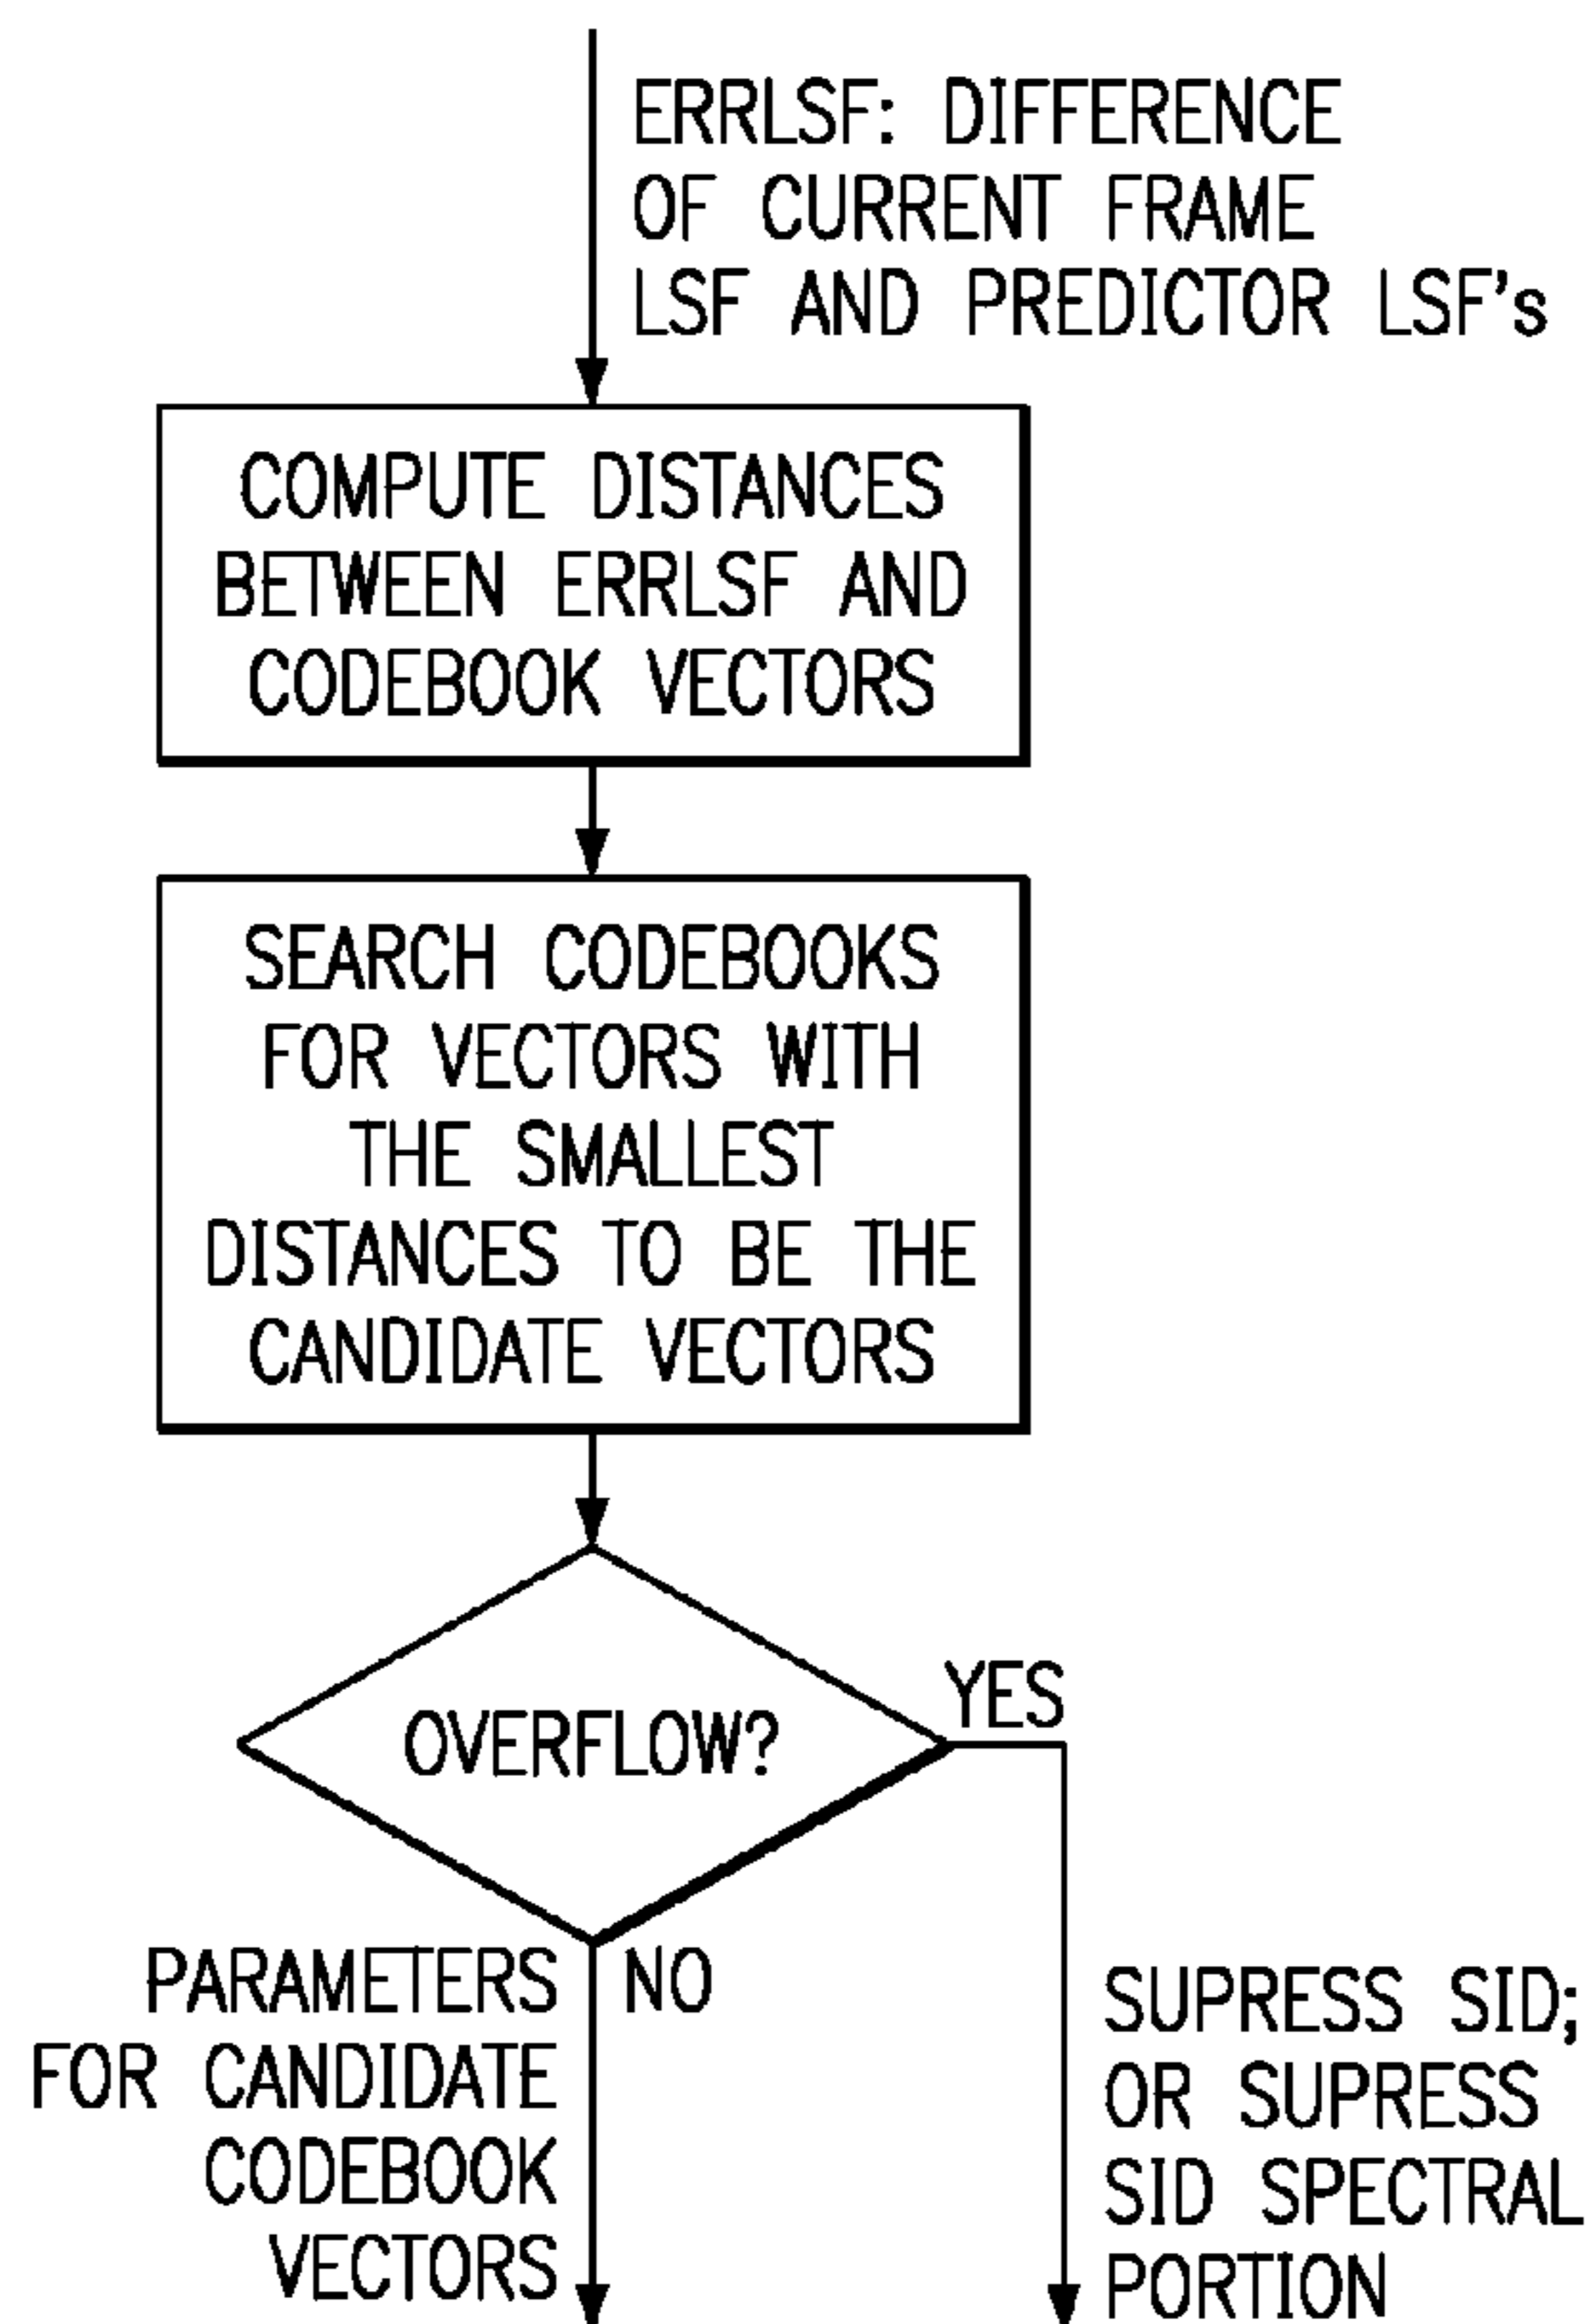 ERRLSF: DIFFERENCE
OF CURRENT FRAME
LSF AND PREDICTOR LSF's
COMPUTE DISTANCES
BETWEEN ERRLSF AND
CODEBOOK VECTORS
SEARCH CODEBOOKS
FOR VECTORS WITH
THE SMALLEST
DISTANCES TO BE THE
CANDIDATE VECTORS
OVERFLOW?
YES
NO
PARAMETERS
FOR CANDIDATE
CODEBOOK
VECTORS
SUPRESS SID;
OR SUPRESS
SID SPECTRAL
PORTION